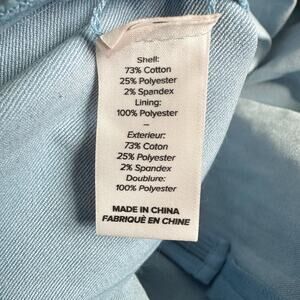 Shell:
73% Cotton
25% Polyester
2% Spandex
Lining:
100% Polyester
–
Exterieur:
73% Coton
25% Polyester
2% Spandex
Doublure:
100% Polyester
MADE IN CHINA
FABRIQUÉ EN CHINE